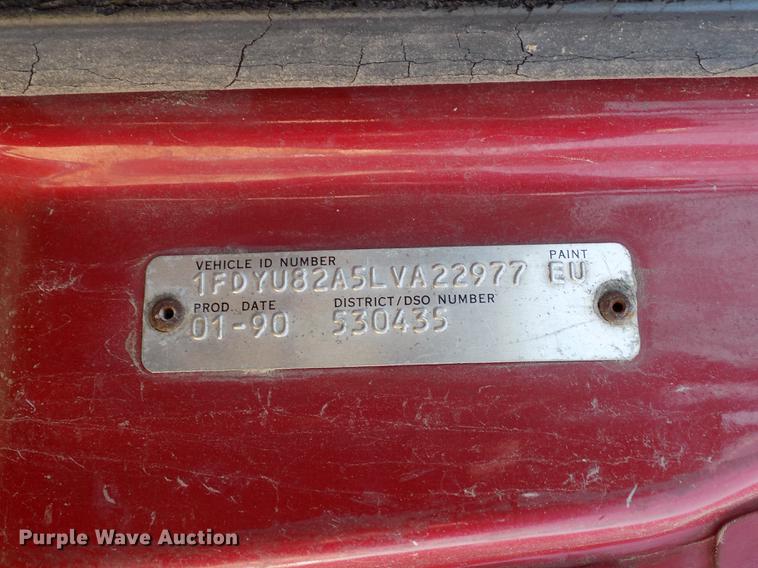 VEHICLE ID NUMBER PAINT
1FDYU82A5LVA22977 EU
PROD. DATE DISTRICT/DSO NUMBER
01-90 530435
Purple Wave Auction